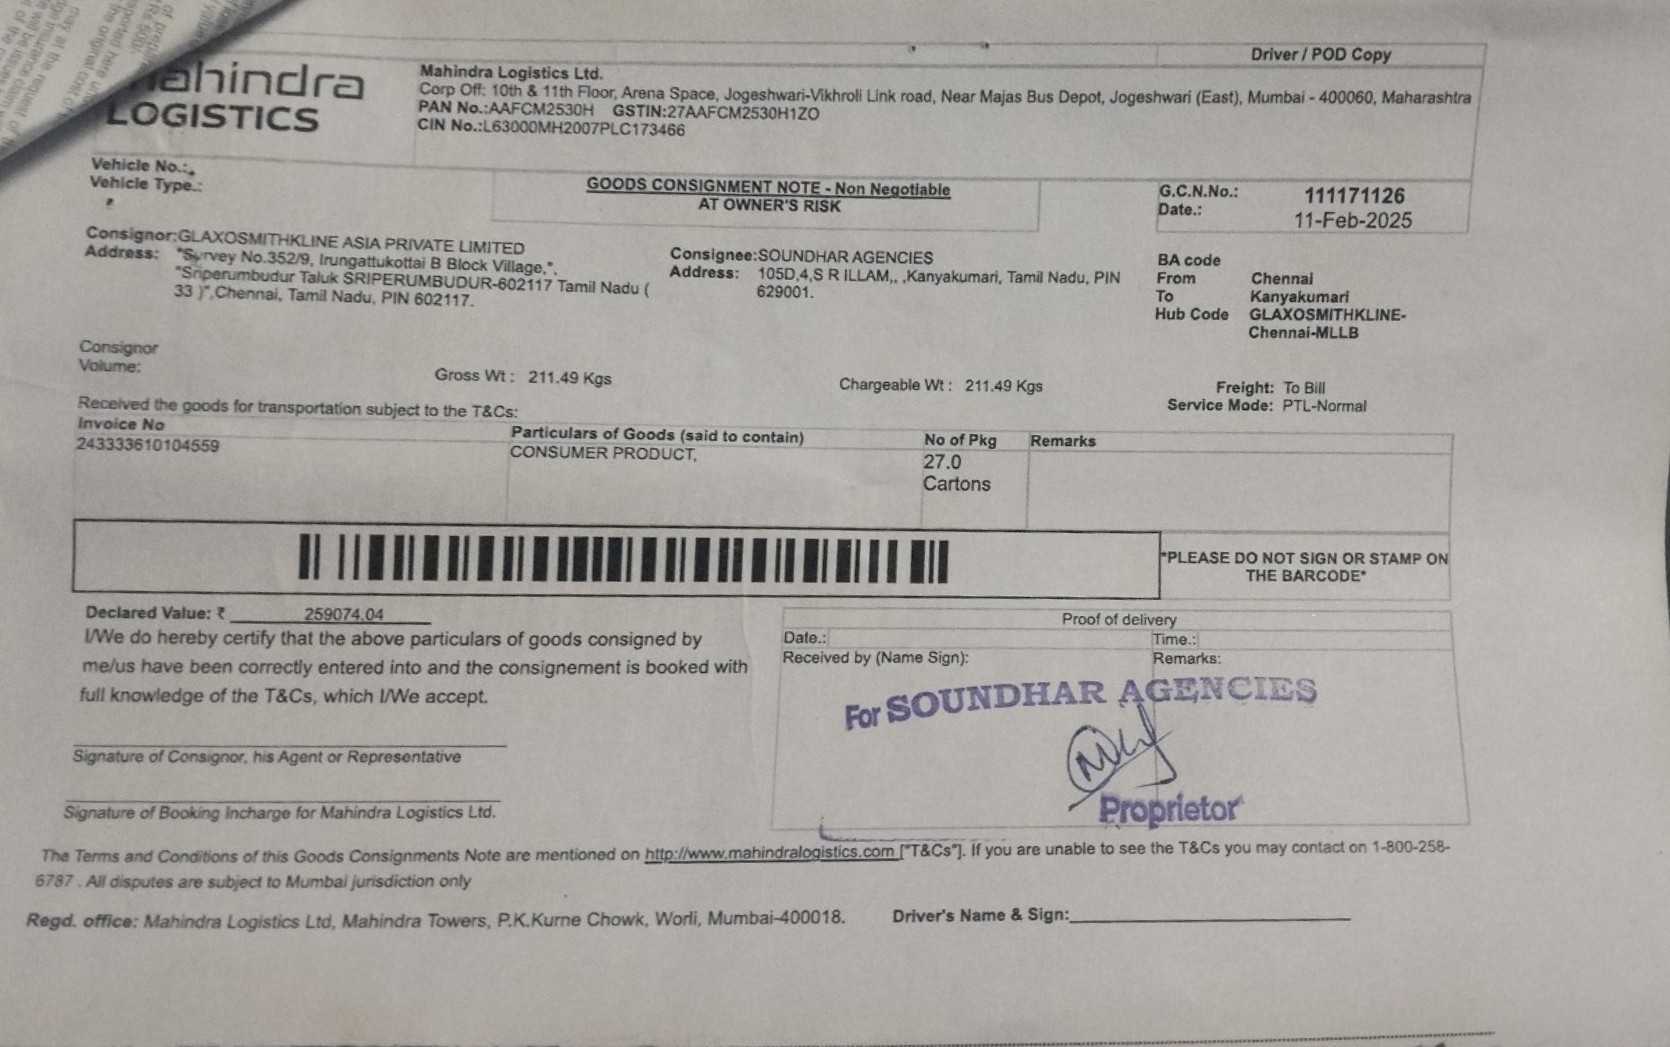 Driver / POD Copy
mahindra
LOGISTICS
Mahindra Logistics Ltd.
Corp Off: 10th & 11th Floor, Arena Space, Jogeshwari-Vikhroli Link road, Near Majas Bus Depot, Jogeshwari (East), Mumbai - 400060, Maharashtra
PAN No.:AAFCM2530H GSTIN:27AAFCM2530H1ZO
CIN No.:L63000MH2007PLC173466
Vehicle No.:
Vehicle Type.:
GOODS CONSIGNMENT NOTE - Non Negotiable
AT OWNER'S RISK
G.C.N.No.: 111171126
Date.: 11-Feb-2025
Consignor:GLAXOSMITHKLINE ASIA PRIVATE LIMITED
Address: "Survey No.352/9, Irungattukottai B Block Village,",
"Sriperumbudur Taluk SRIPERUMBUDUR-602117 Tamil Nadu (
33 )",Chennai, Tamil Nadu, PIN 602117.
Consignee:SOUNDHAR AGENCIES
Address: 105D,4,S R ILLAM,, ,Kanyakumari, Tamil Nadu, PIN
629001.
BA code
From Chennai
To Kanyakumari
Hub Code GLAXOSMITHKLINE-
Chennai-MLLB
Consignor
Volume:
Gross Wt : 211.49 Kgs
Chargeable Wt : 211.49 Kgs
Freight: To Bill
Service Mode: PTL-Normal
Received the goods for transportation subject to the T&Cs:
Invoice No Particulars of Goods (said to contain) No of Pkg Remarks
243333610104559 CONSUMER PRODUCT, 27.0
Cartons
*PLEASE DO NOT SIGN OR STAMP ON
THE BARCODE*
Declared Value: ₹ 259074.04
I/We do hereby certify that the above particulars of goods consigned by
me/us have been correctly entered into and the consignement is booked with
full knowledge of the T&Cs, which I/We accept.
Signature of Consignor, his Agent or Representative
Signature of Booking Incharge for Mahindra Logistics Ltd.
Proof of delivery
Date.: Time.:
Received by (Name Sign): Remarks:
For SOUNDHAR AGENCIES
Proprietor
The Terms and Conditions of this Goods Consignments Note are mentioned on http://www.mahindralogistics.com ["T&Cs"]. If you are unable to see the T&Cs you may contact on 1-800-258-
6787 . All disputes are subject to Mumbai jurisdiction only
Regd. office: Mahindra Logistics Ltd, Mahindra Towers, P.K.Kurne Chowk, Worli, Mumbai-400018.
Driver's Name & Sign: